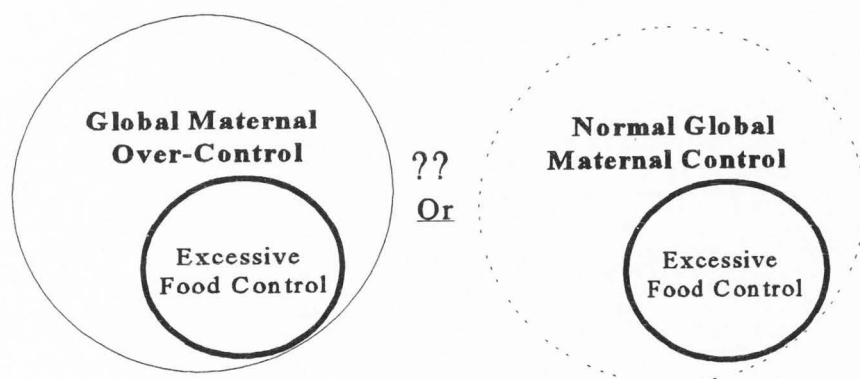 Global Maternal
Over-Control
Excessive
Food Control
??
Or
Normal Global
Maternal Control
Excessive
Food Control